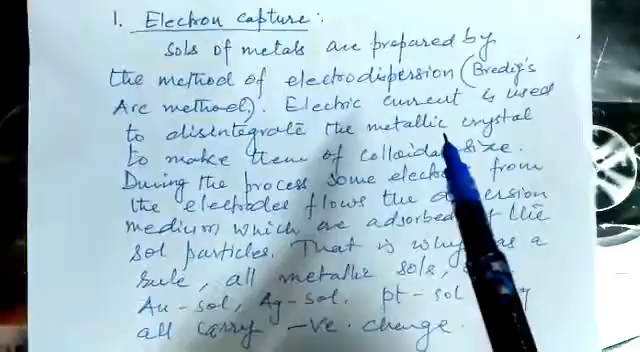 1. Electron capture:
Sols of metals are prepared by
the method of electrodispersion (Bredig's
Arc method). Electric current is used
to disintegrate the metallic crystal
to make them of colloidal size.
During the process some from
the electrodes flows the
medium which are adsorbed the
sol particles. That is why as a
rule, all metallic sols,
Au-sol, Ag-sol, pt-sol
all carry -ve. charge.